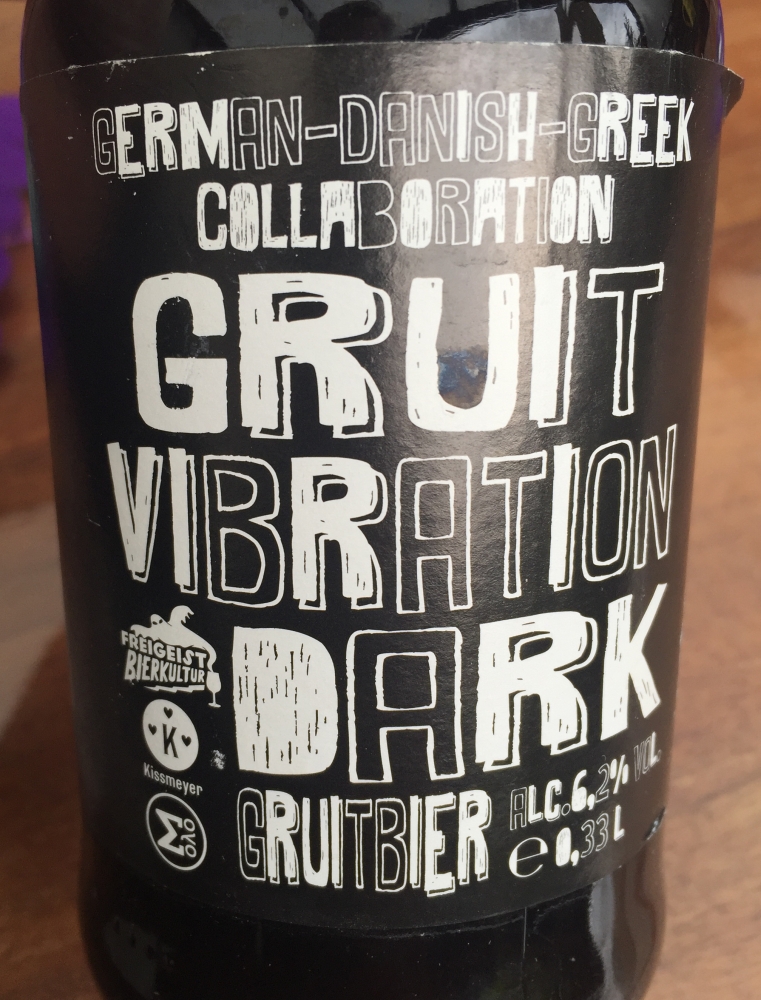 GERMAN-DANISH-GREEK
COLLABORATION
GRUIT
VIBRATION
DARK
FREIGEIST
BIERKULTUR
K
Kissmeyer
GRUITBIER
ALC.6,2% VOL.
e 0,33 L